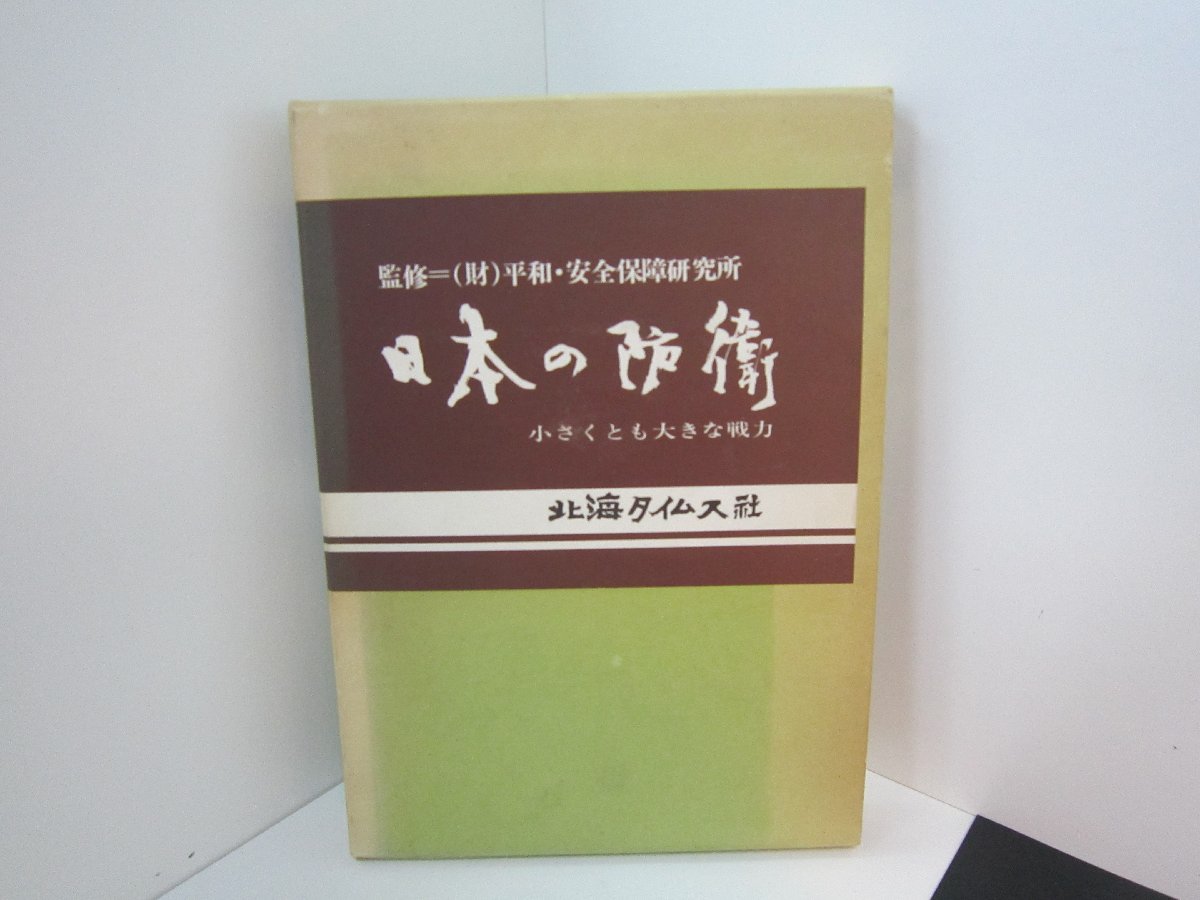 監修=(財)平和・安全保障研究所
日本の防衛
小さくとも大きな戦力
北海タイムス社